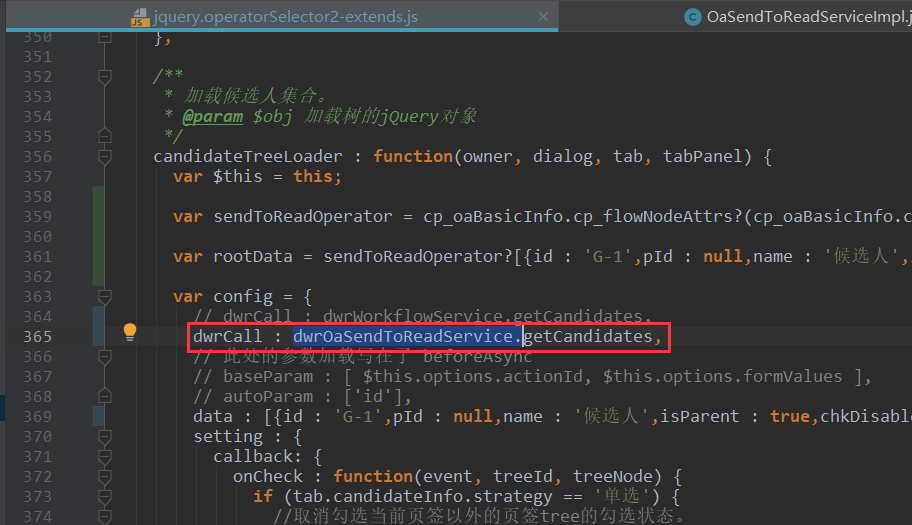 jquery.operatorSelector2-extends.js
OaSendToReadServiceImpl.j
350 },
351
352 /**
353 * 加载候选人集合。
354 * @param $obj 加载树的jQuery对象
355 */
356 candidateTreeLoader : function(owner, dialog, tab, tabPanel) {
357 var $this = this;
358
359 var sendToReadOperator = cp_oaBasicInfo.cp_flowNodeAttrs?(cp_oaBasicInfo.c
360
361 var rootData = sendToReadOperator?[{id : 'G-1',pId : null,name : '候选人',
362
363 var config = {
364 // dwrCall : dwrWorkflowService.getCandidates,
365 dwrCall : dwrOaSendToReadService.getCandidates,
366 // 此处的参数加载写在了 beforeAsync
367 // baseParam : [ $this.options.actionId, $this.options.formValues ],
368 // autoParam : ['id'],
369 data : [{id : 'G-1',pId : null,name : '候选人',isParent : true,chkDisabl
370 setting : {
371 callback: {
372 onCheck : function(event, treeId, treeNode) {
373 if (tab.candidateInfo.strategy == '单选') {
374 //取消勾选当前页签以外的页签tree的勾选状态。